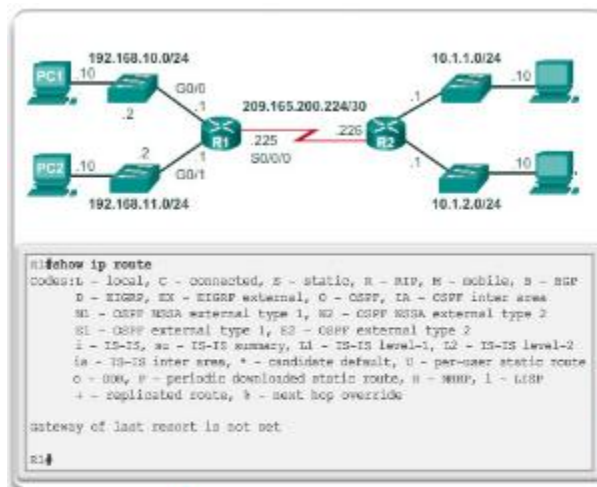 192.168.10.0/24
10.1.1.0/24
PC1
.10
.10
G0/0
.2
.1
209.165.200.224/30
.1
.2
R1
.225
.226
R2
PC2
.10
.1
S0/0/0
.1
.10
G0/1
192.168.11.0/24
10.1.2.0/24
R1#show ip route
Codes:L - local, C - connected, S - static, R - RIP, M - mobile, B - BGP
D - EIGRP, EX - EIGRP external, O - OSPF, IA - OSPF inter area
N1 - OSPF NSSA external type 1, N2 - OSPF NSSA external type 2
E1 - OSPF external type 1, E2 - OSPF external type 2
i - IS-IS, su - IS-IS summary, L1 - IS-IS level-1, L2 - IS-IS level-2
ia - IS-IS inter area, * - candidate default, U - per-user static route
o - ODR, P - periodic downloaded static route, H - NHRP, l - LISP
+ - replicated route, % - next hop override
Gateway of last resort is not set
R1#